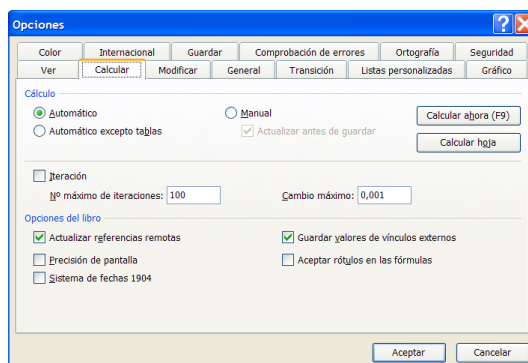 Opciones
Color Internacional Guardar Comprobación de errores Ortografía Seguridad
Ver Calcular Modificar General Transición Listas personalizadas Gráfico
Cálculo
Automático Manual Calcular ahora (F9)
Automático excepto tablas Actualizar antes de guardar
Calcular hoja
Iteración
Nº máximo de iteraciones: 100 Cambio máximo: 0,001
Opciones del libro
Actualizar referencias remotas Guardar valores de vínculos externos
Precisión de pantalla Aceptar rótulos en las fórmulas
Sistema de fechas 1904
Aceptar Cancelar